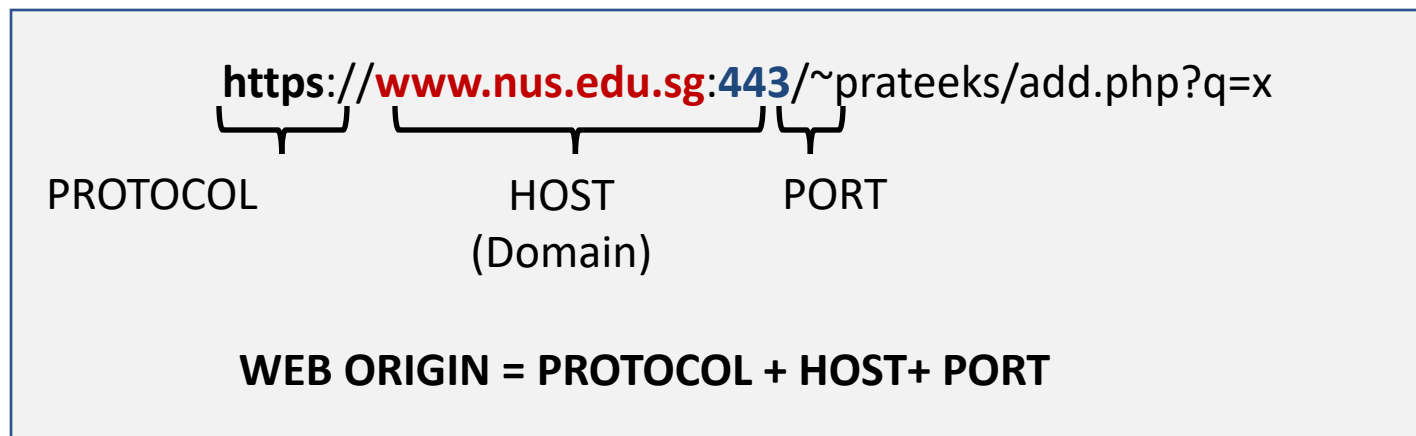 https://www.nus.edu.sg:443/~prateeks/add.php?q=x
PROTOCOL HOST PORT
(Domain)
WEB ORIGIN = PROTOCOL + HOST+ PORT